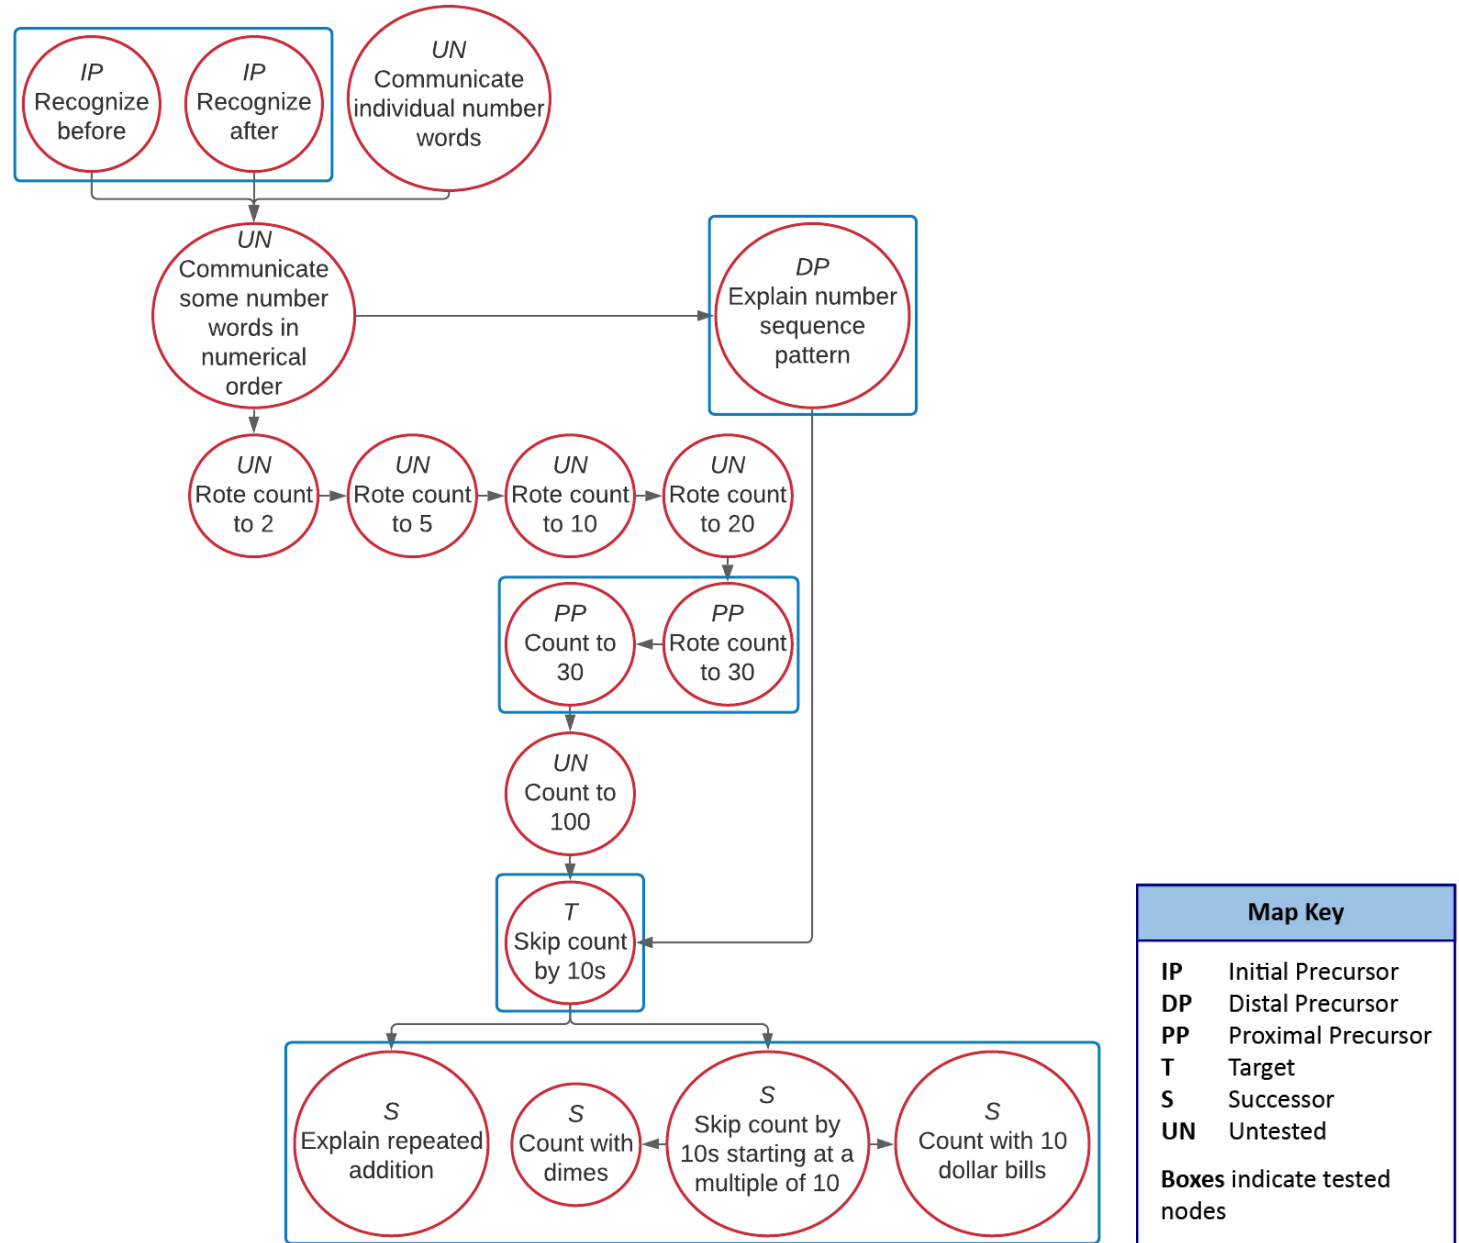 IP
Recognize
before
IP
Recognize
after
UN
Communicate
individual number
words
UN
Communicate
some number
words in
numerical
order
DP
Explain number
sequence
pattern
UN
Rote count
to 2
UN
Rote count
to 5
UN
Rote count
to 10
UN
Rote count
to 20
PP
Count to
30
PP
Rote count
to 30
UN
Count to
100
T
Skip count
by 10s
S
Explain repeated
addition
S
Count with
dimes
S
Skip count by
10s starting at a
multiple of 10
S
Count with 10
dollar bills
Map Key
IP Initial Precursor
DP Distal Precursor
PP Proximal Precursor
T Target
S Successor
UN Untested
Boxes indicate tested
nodes